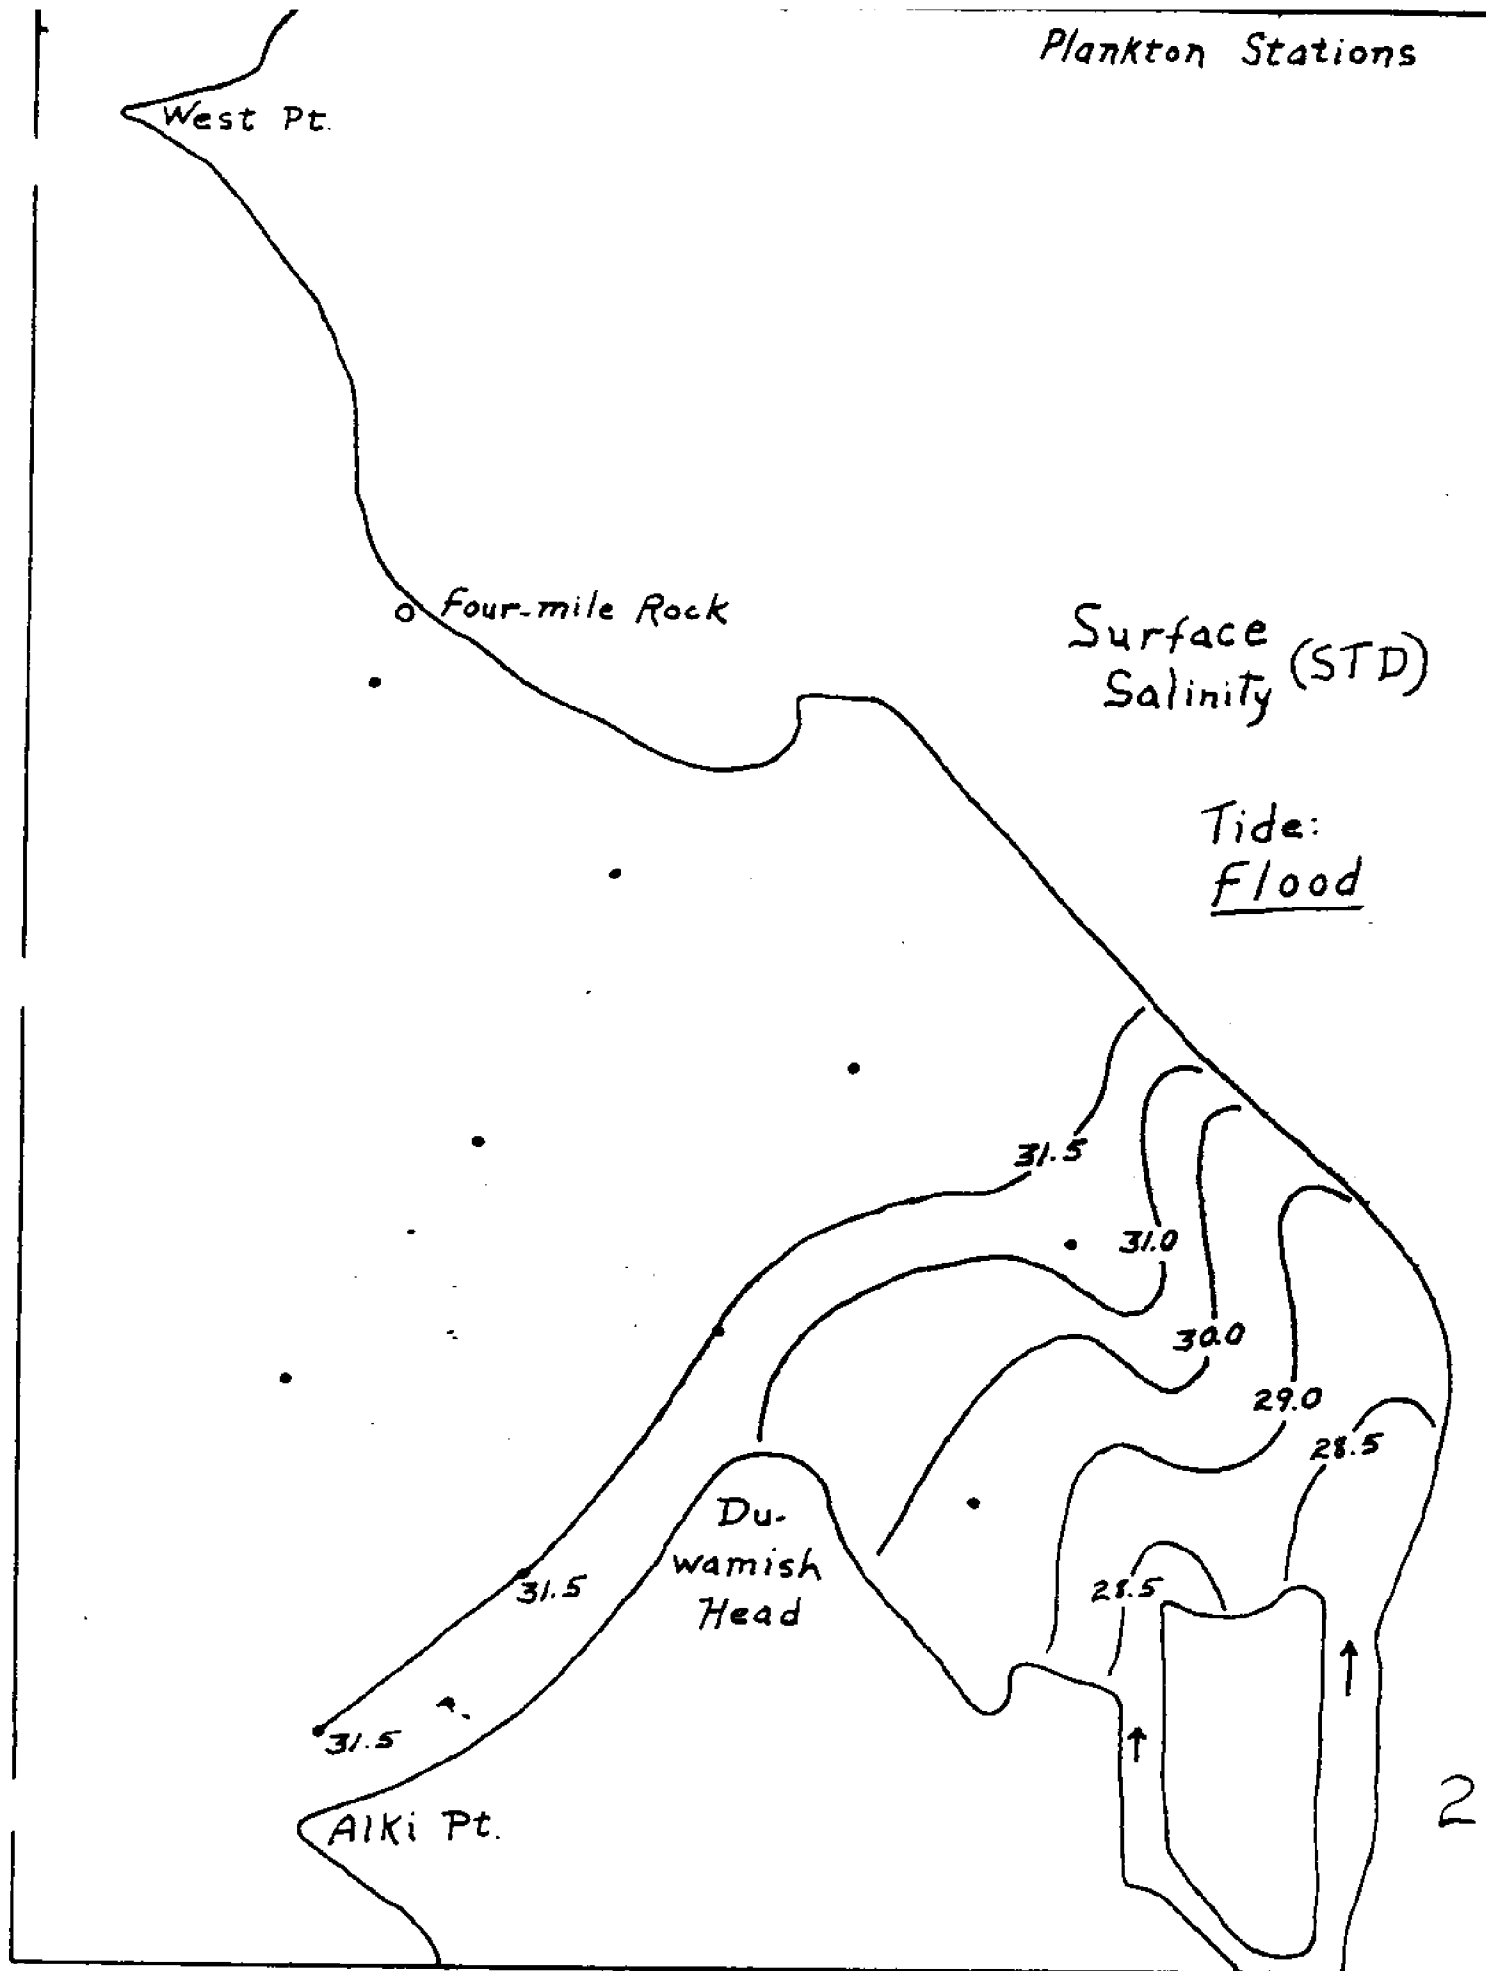 Plankton Stations
West Pt.
Four-mile Rock
Surface
Salinity (STD)
Tide:
Flood
31.5
31.0
30.0
29.0
28.5
Du-
wamish
Head
28.5
31.5
31.5
Alki Pt.
2